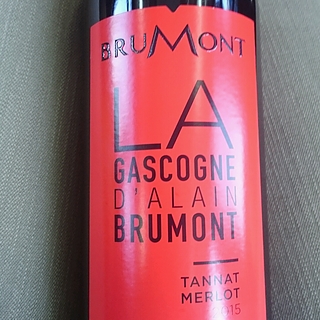 BRUMONT
LA
GASCOGNE
D'ALAIN
BRUMONT
TANNAT
MERLOT